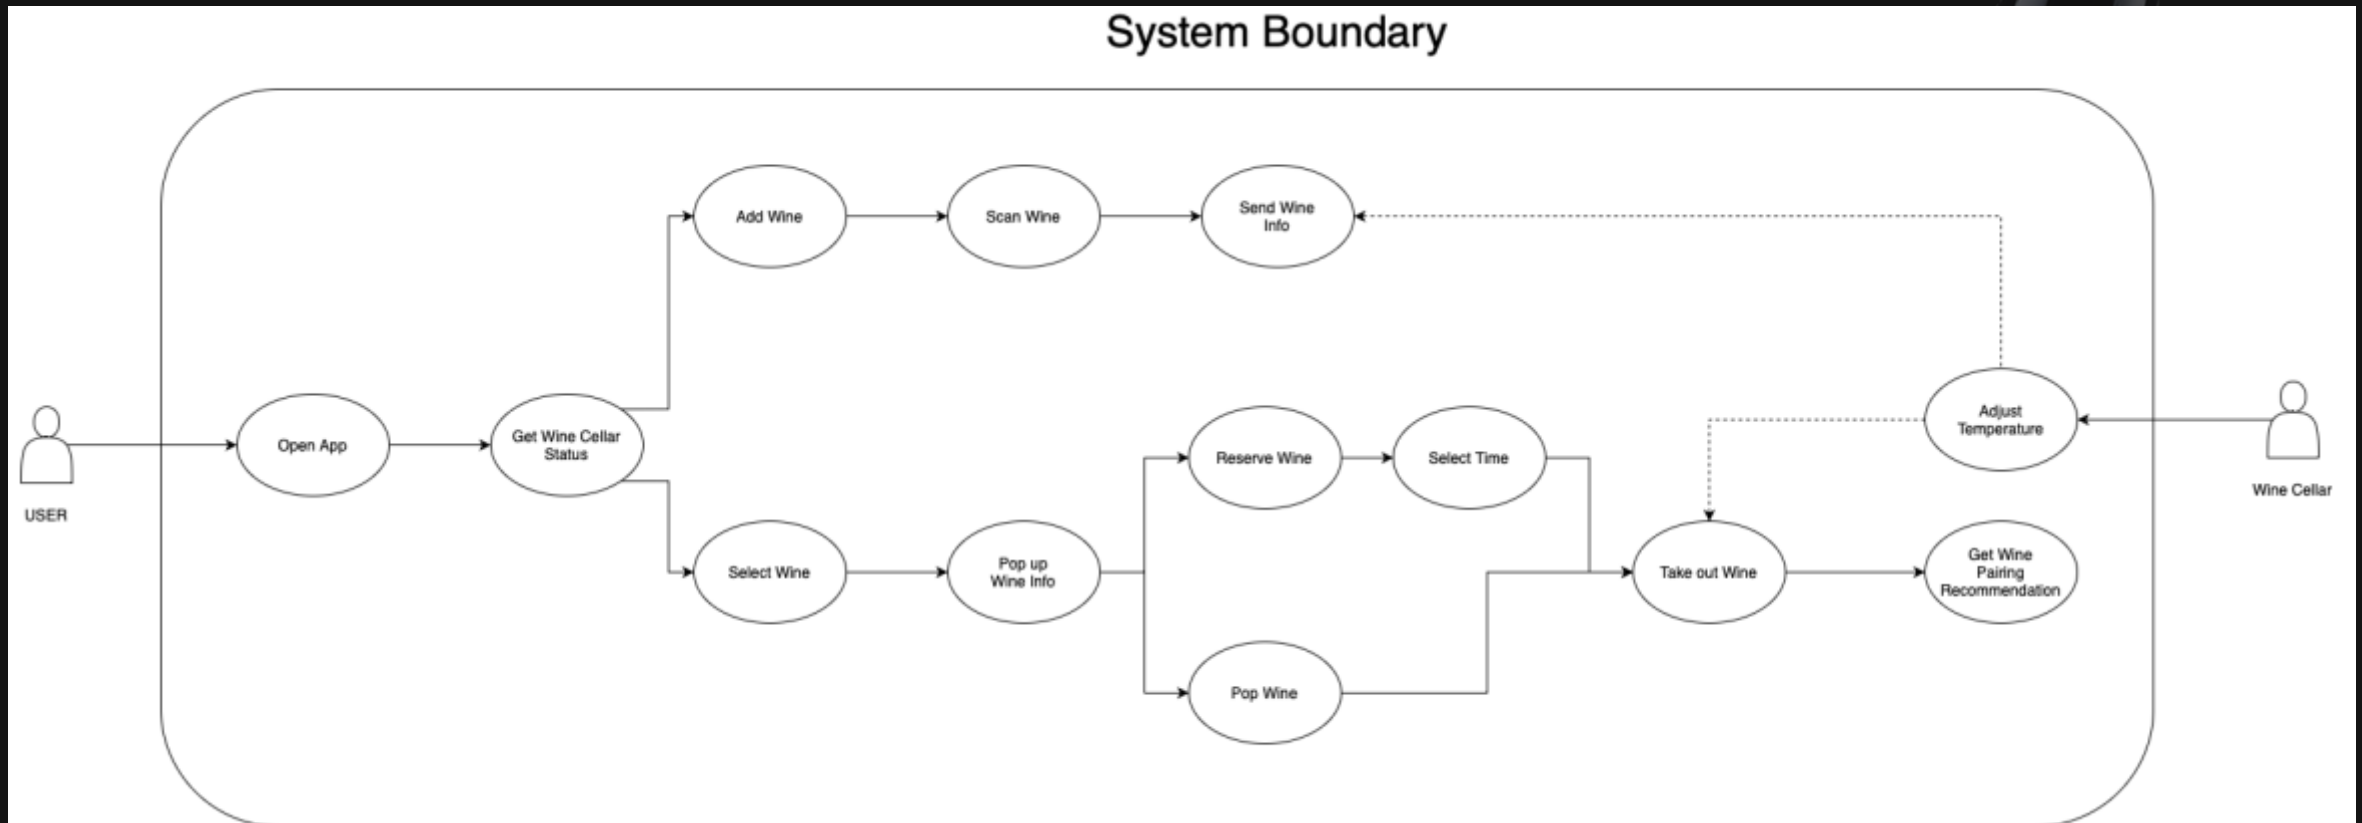 System Boundary
Add Wine
Scan Wine
Send Wine
Info
USER
Open App
Get Wine Cellar
Status
Select Wine
Pop up
Wine Info
Reserve Wine
Select Time
Pop Wine
Take out Wine
Adjust
Temperature
Get Wine
Pairing
Recommendation
Wine Cellar